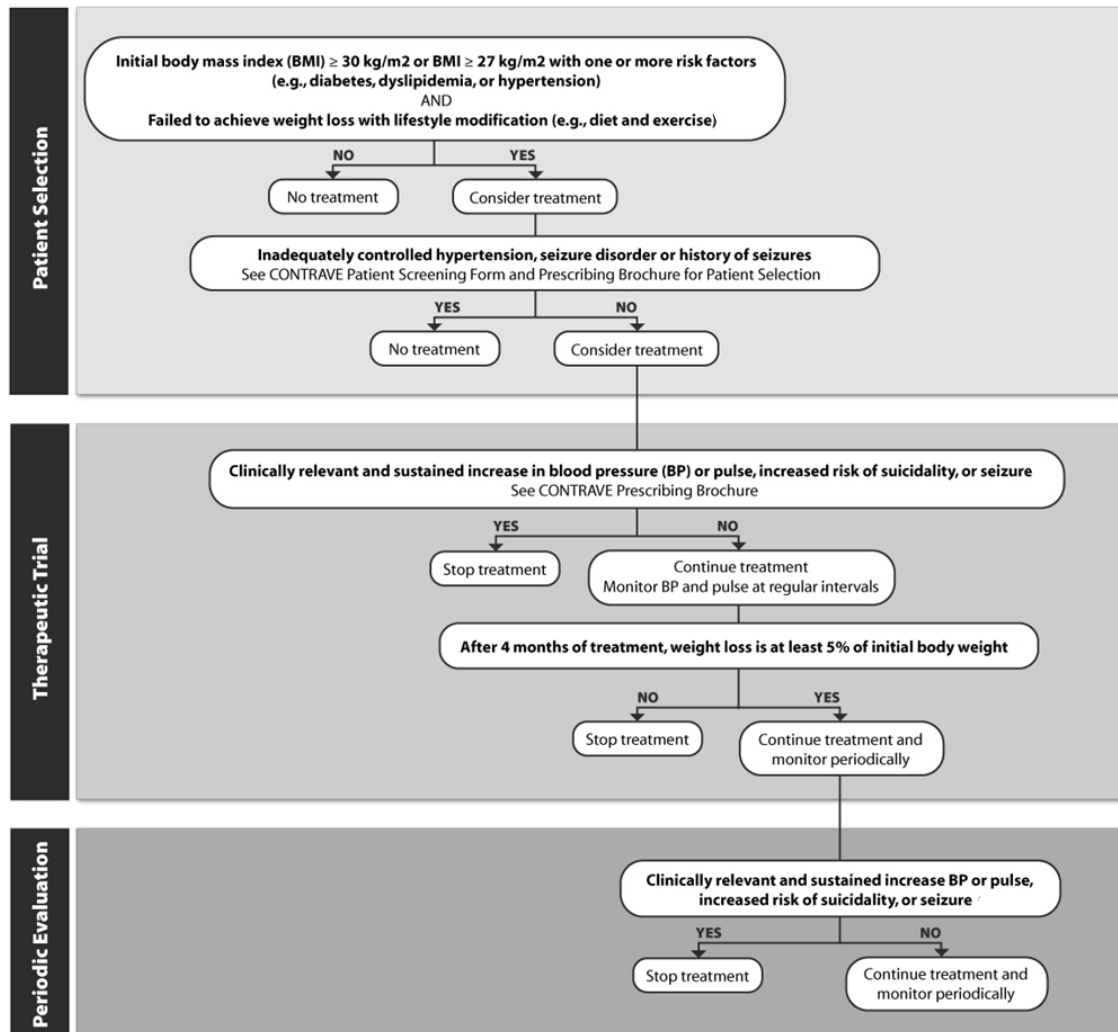 Patient Selection
Initial body mass index (BMI) ≥ 30 kg/m2 or BMI ≥ 27 kg/m2 with one or more risk factors
(e.g., diabetes, dyslipidemia, or hypertension)
AND
Failed to achieve weight loss with lifestyle modification (e.g., diet and exercise)
NO
YES
No treatment
Consider treatment
Inadequately controlled hypertension, seizure disorder or history of seizures
See CONTRAVE Patient Screening Form and Prescribing Brochure for Patient Selection
YES
NO
No treatment
Consider treatment
Therapeutic Trial
Clinically relevant and sustained increase in blood pressure (BP) or pulse, increased risk of suicidality, or seizure
See CONTRAVE Prescribing Brochure
YES
NO
Stop treatment
Continue treatment
Monitor BP and pulse at regular intervals
After 4 months of treatment, weight loss is at least 5% of initial body weight
NO
YES
Stop treatment
Continue treatment and
monitor periodically
Periodic Evaluation
Clinically relevant and sustained increase BP or pulse,
increased risk of suicidality, or seizure
YES
NO
Stop treatment
Continue treatment and
monitor periodically